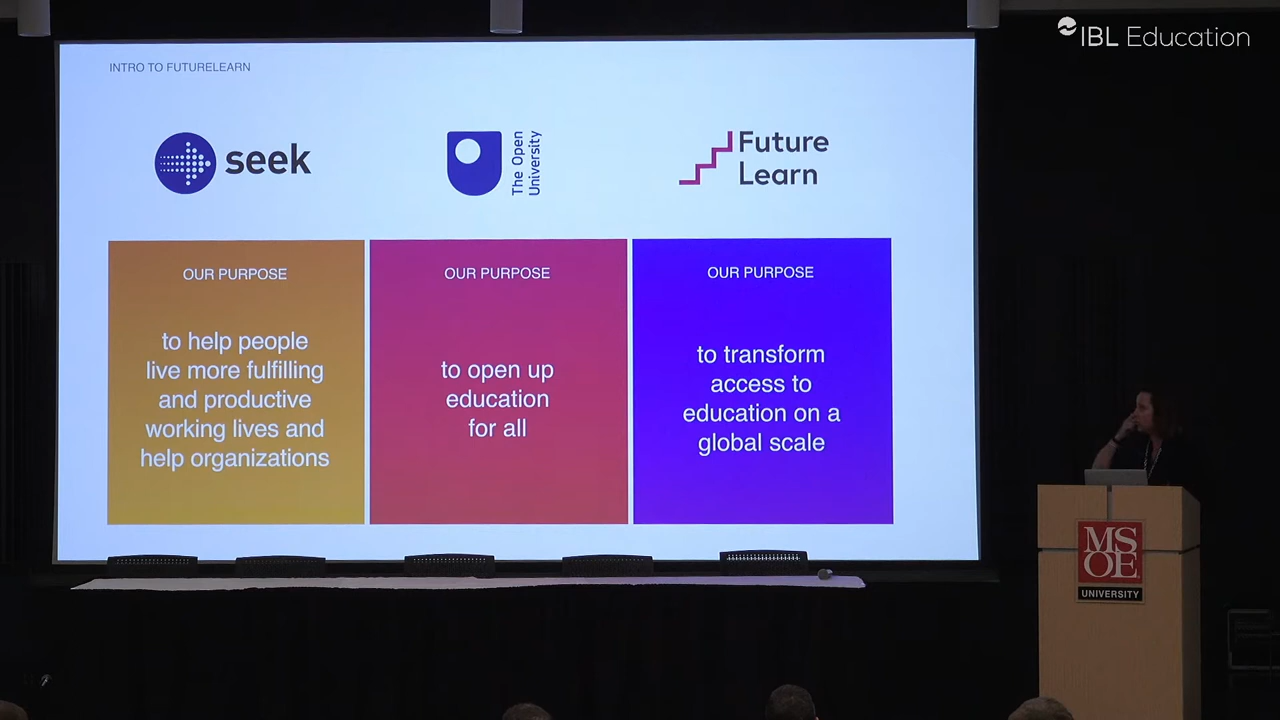 IBL Education
INTRO TO FUTURELEARN
seek
The Open
University
Future
Learn
OUR PURPOSE
to help people
live more fulfilling
and productive
working lives and
help organizations
OUR PURPOSE
to open up
education
for all
OUR PURPOSE
to transform
access to
education on a
global scale
MS
OE
UNIVERSITY